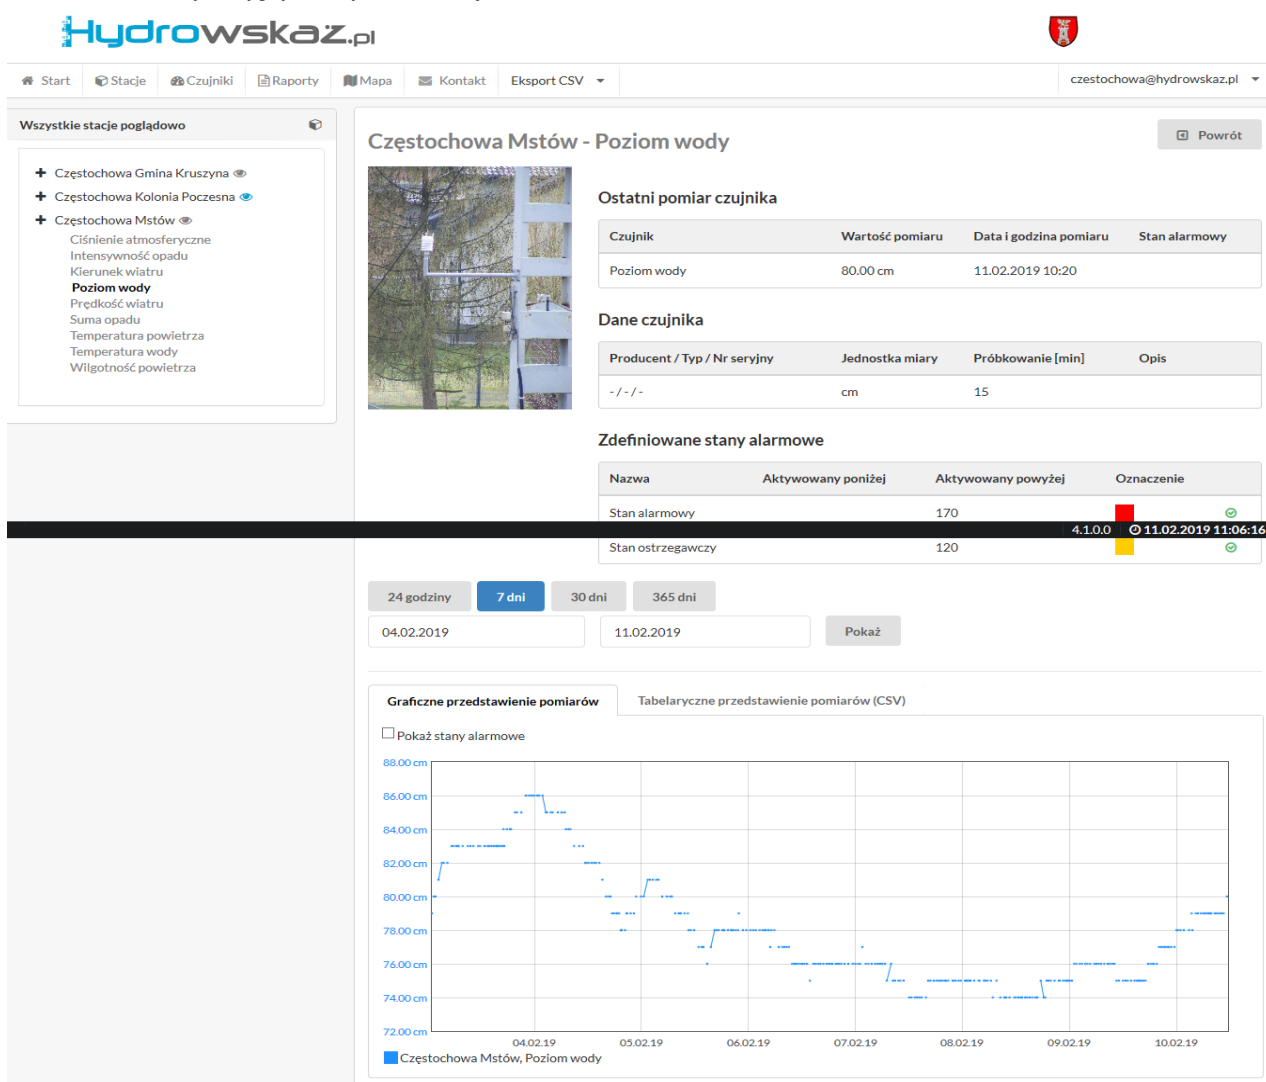 Hydrowskaz.pl
Start Stacje Czujniki Raporty Mapa Kontakt Eksport CSV czestochowa@hydrowskaz.pl
Wszystkie stacje poglądowo
Częstochowa Gmina Kruszyna
Częstochowa Kolonia Poczesna
Częstochowa Mstów
Ciśnienie atmosferyczne
Intensywność opadu
Kierunek wiatru
Poziom wody
Prędkość wiatru
Suma opadu
Temperatura powietrza
Temperatura wody
Wilgotność powietrza
Częstochowa Mstów - Poziom wody
Powrót
Ostatni pomiar czujnika
Czujnik Wartość pomiaru Data i godzina pomiaru Stan alarmowy
Poziom wody 80.00 cm 11.02.2019 10:20
Dane czujnika
Producent / Typ / Nr seryjny Jednostka miary Próbkowanie [min] Opis
- / - / - cm 15
Zdefiniowane stany alarmowe
Nazwa Aktywowany poniżej Aktywowany powyżej Oznaczenie
Stan alarmowy 170
4.1.0.0 11.02.2019 11:06:16
Stan ostrzegawczy 120
24 godziny 7 dni 30 dni 365 dni
04.02.2019 11.02.2019 Pokaż
Graficzne przedstawienie pomiarów Tabelaryczne przedstawienie pomiarów (CSV)
Pokaż stany alarmowe
88.00 cm
86.00 cm
84.00 cm
82.00 cm
80.00 cm
78.00 cm
76.00 cm
74.00 cm
72.00 cm
04.02.19 05.02.19 06.02.19 07.02.19 08.02.19 09.02.19 10.02.19
Częstochowa Mstów, Poziom wody